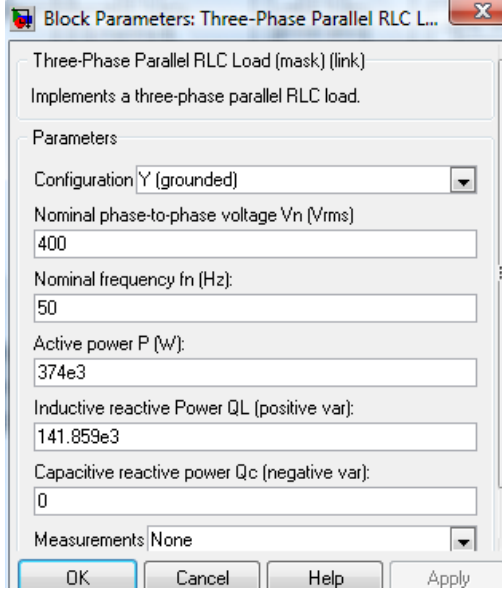 Block Parameters: Three-Phase Parallel RLC L...
Three-Phase Parallel RLC Load (mask) (link)
Implements a three-phase parallel RLC load.
Parameters
Configuration Y (grounded)
Nominal phase-to-phase voltage Vn (Vrms)
400
Nominal frequency fn (Hz):
50
Active power P (W):
374e3
Inductive reactive Power QL (positive var):
141.859e3
Capacitive reactive power Qc (negative var):
0
Measurements None
OK Cancel Help Apply